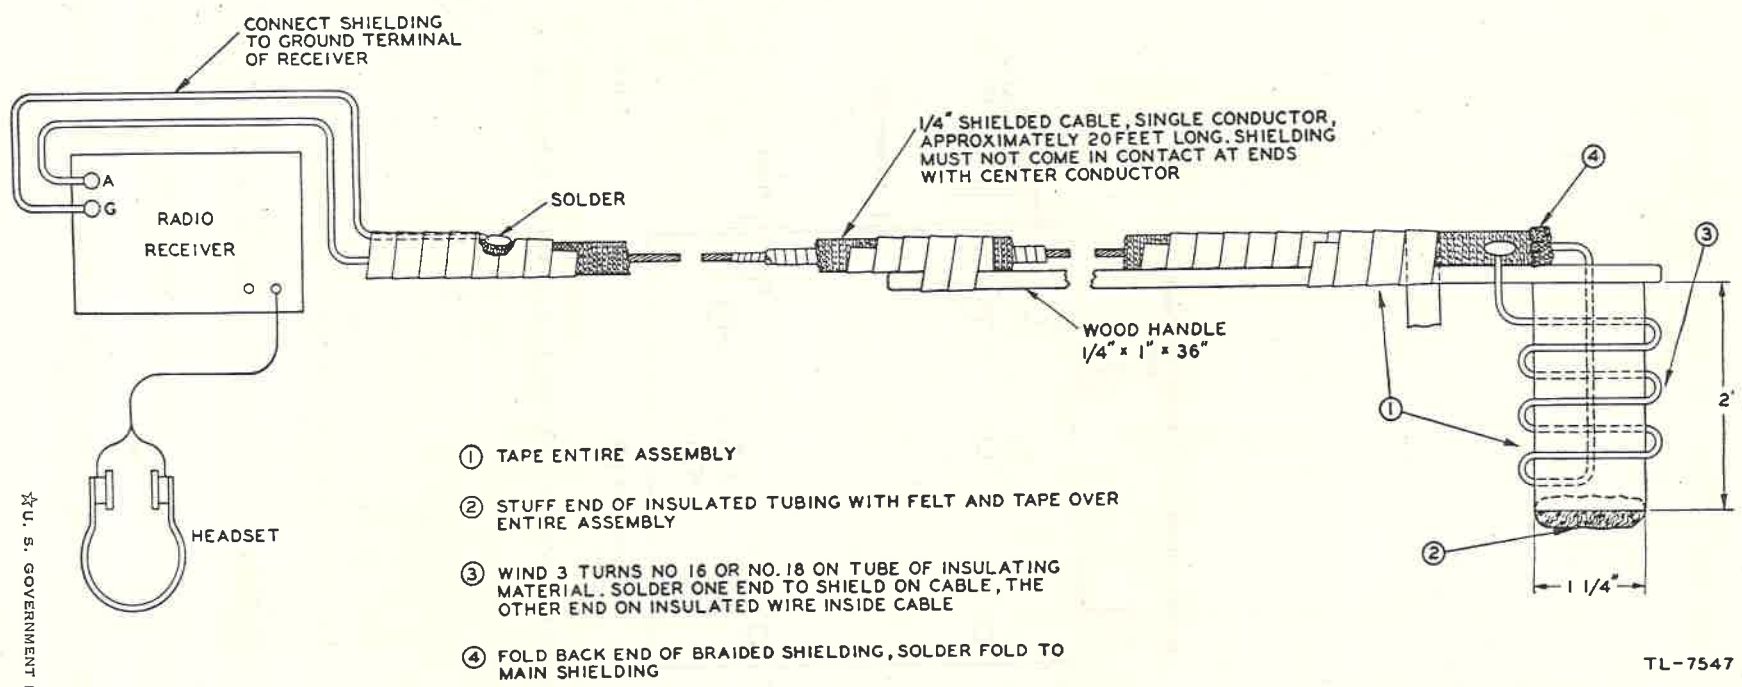 CONNECT SHIELDING
TO GROUND TERMINAL
OF RECEIVER
1/4" SHIELDED CABLE, SINGLE CONDUCTOR,
APPROXIMATELY 20 FEET LONG. SHIELDING
MUST NOT COME IN CONTACT AT ENDS
WITH CENTER CONDUCTOR
4
A
G
RADIO
RECEIVER
SOLDER
3
WOOD HANDLE
1/4" x 1" x 36"
1
2"
HEADSET
2
1 1/4"
1 TAPE ENTIRE ASSEMBLY
2 STUFF END OF INSULATED TUBING WITH FELT AND TAPE OVER
ENTIRE ASSEMBLY
3 WIND 3 TURNS NO 16 OR NO. 18 ON TUBE OF INSULATING
MATERIAL. SOLDER ONE END TO SHIELD ON CABLE, THE
OTHER END ON INSULATED WIRE INSIDE CABLE
4 FOLD BACK END OF BRAIDED SHIELDING, SOLDER FOLD TO
MAIN SHIELDING
☆U. S. GOVERNMENT
TL-7547